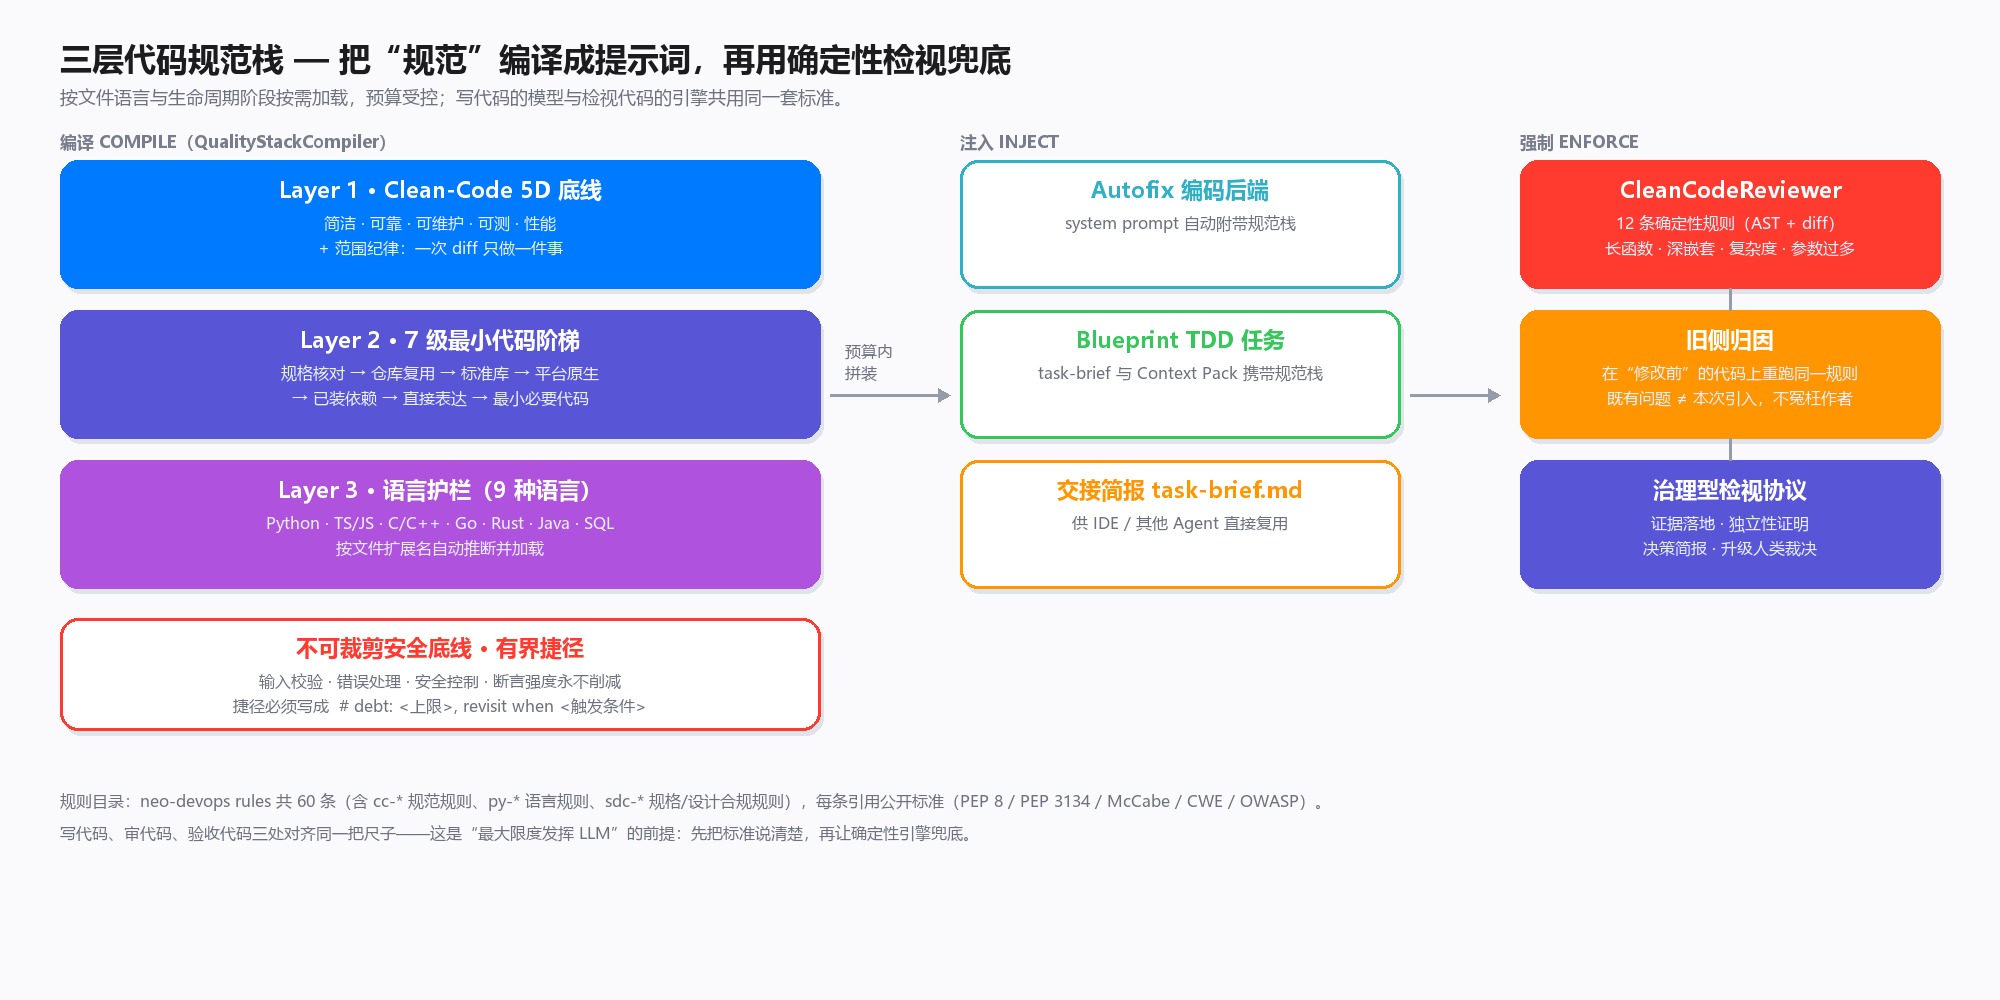 三层代码规范栈 — 把“规范”编译成提示词，再用确定性检视兜底
按文件语言与生命周期阶段按需加载，预算受控；写代码的模型与检视代码的引擎共用同一套标准。
编译 COMPILE（QualityStackCompiler）
Layer 1 • Clean-Code 5D 底线
简洁 · 可靠 · 可维护 · 可测 · 性能
+ 范围纪律：一次 diff 只做一件事
Layer 2 • 7 级最小代码阶梯
规格核对 → 仓库复用 → 标准库 → 平台原生
→ 已装依赖 → 直接表达 → 最小必要代码
Layer 3 • 语言护栏（9 种语言）
Python · TS/JS · C/C++ · Go · Rust · Java · SQL
按文件扩展名自动推断并加载
不可裁剪安全底线 • 有界捷径
输入校验 · 错误处理 · 安全控制 · 断言强度永不削减
捷径必须写成 # debt: <上限>, revisit when <触发条件>
预算内
拼装
注入 INJECT
Autofix 编码后端
system prompt 自动附带规范栈
Blueprint TDD 任务
task-brief 与 Context Pack 携带规范栈
交接简报 task-brief.md
供 IDE / 其他 Agent 直接复用
强制 ENFORCE
CleanCodeReviewer
12 条确定性规则（AST + diff）
长函数 · 深嵌套 · 复杂度 · 参数过多
旧侧归因
在“修改前”的代码上重跑同一规则
既有问题 ≠ 本次引入，不冤枉作者
治理型检视协议
证据落地 · 独立性证明
决策简报 · 升级人类裁决
规则目录：neo-devops rules 共 60 条（含 cc-* 规范规则、py-* 语言规则、sdc-* 规格/设计合规规则），每条引用公开标准（PEP 8 / PEP 3134 / McCabe / CWE / OWASP）。
写代码、审代码、验收代码三处对齐同一把尺子——这是“最大限度发挥 LLM”的前提：先把标准说清楚，再让确定性引擎兜底。